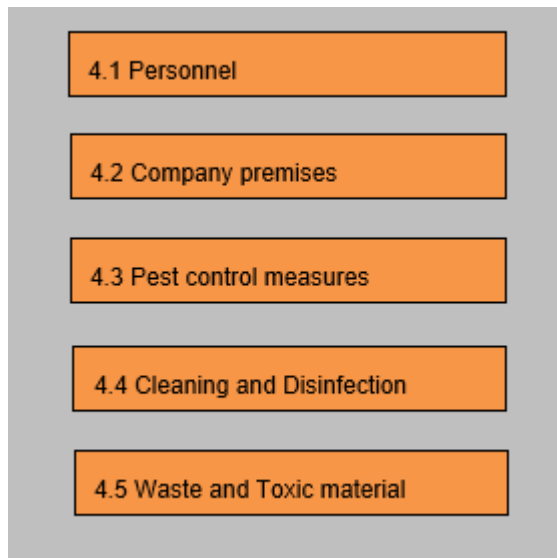 4.1 Personnel
4.2 Company premises
4.3 Pest control measures
4.4 Cleaning and Disinfection
4.5 Waste and Toxic material